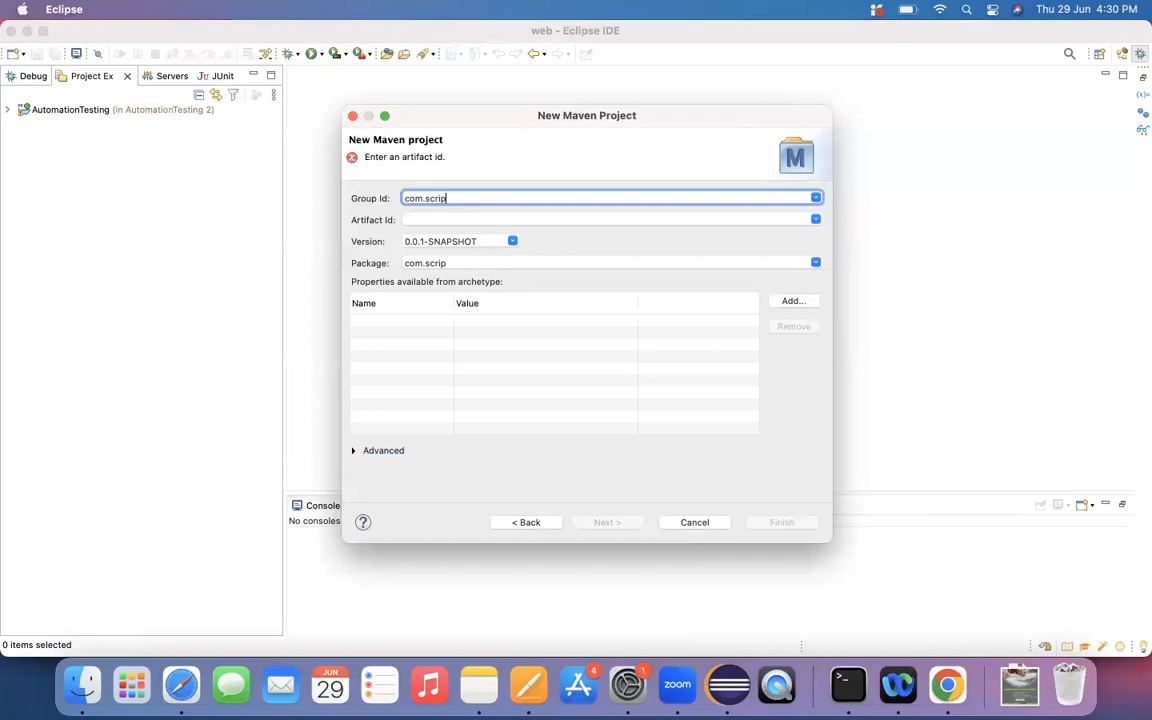 Eclipse
Thu 29 Jun 4:30 PM
web - Eclipse IDE
Debug
Project Ex
Servers
JUnit
AutomationTesting (in AutomationTesting 2)
New Maven Project
New Maven project
Enter an artifact id.
M
Group Id: com.scrip
Artifact Id:
Version: 0.0.1-SNAPSHOT
Package: com.scrip
Properties available from archetype:
Name Value
Add...
Remove
Advanced
? < Back Next > Cancel Finish
Console
No consoles
0 items selected
JUN
29
4
1
zoom
>_